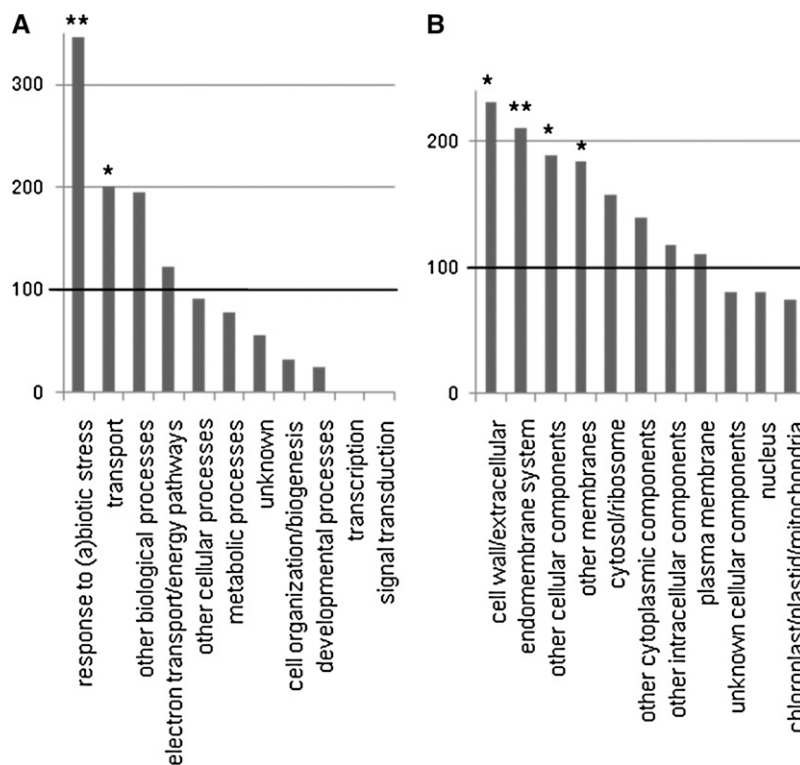 A
**
*
300
200
100
0
response to (a)biotic stress
transport
other biological processes
electron transport/energy pathways
other cellular processes
metabolic processes
unknown
cell organization/biogenesis
developmental processes
transcription
signal transduction
B
*
**
*
*
200
100
0
cell wall/extracellular
endomembrane system
other cellular components
other membranes
cytosol/ribosome
other cytoplasmic components
other intracellular components
plasma membrane
unknown cellular components
nucleus
chloroplast/plastid/mitochondria